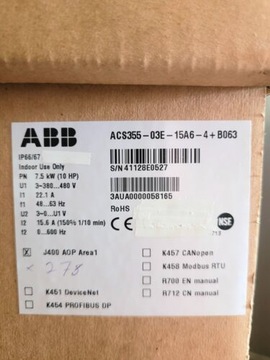 ABB
ACS355-03E-15A6-4+B063
IP66/67
Indoor Use Only
S/N 41128E0527
PN 7.5 kW (10 HP)
U1 3~380...480 V
I1 22.1 A
f1 48...63 Hz
U2 3~0...U1 V
I2 15.6 A (150% 1/10 min)
f2 0...600 Hz
3AUA0000058165
RoHS
NSF
J400 AOP Area1
278
K451 DeviceNet
K454 PROFIBUS DP
K457 CANopen
K458 Modbus RTU
R700 EN manual
R712 CN manual